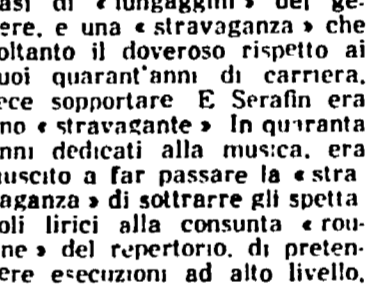 asi di « lungaggini » del ge-
ere. e una « stravaganza » che
oltanto il doveroso rispetto ai
uoi quarant'anni di carriera.
ece sopportare E Serafin era
no « stravagante » In quaranta
nni dedicati alla musica. era
iuscito a far passare la « stra
aganza » di sottrarre gli spetta
oli lirici alla consunta « rou-
ne » del repertorio. di preten-
ere esecuzioni ad alto livello.